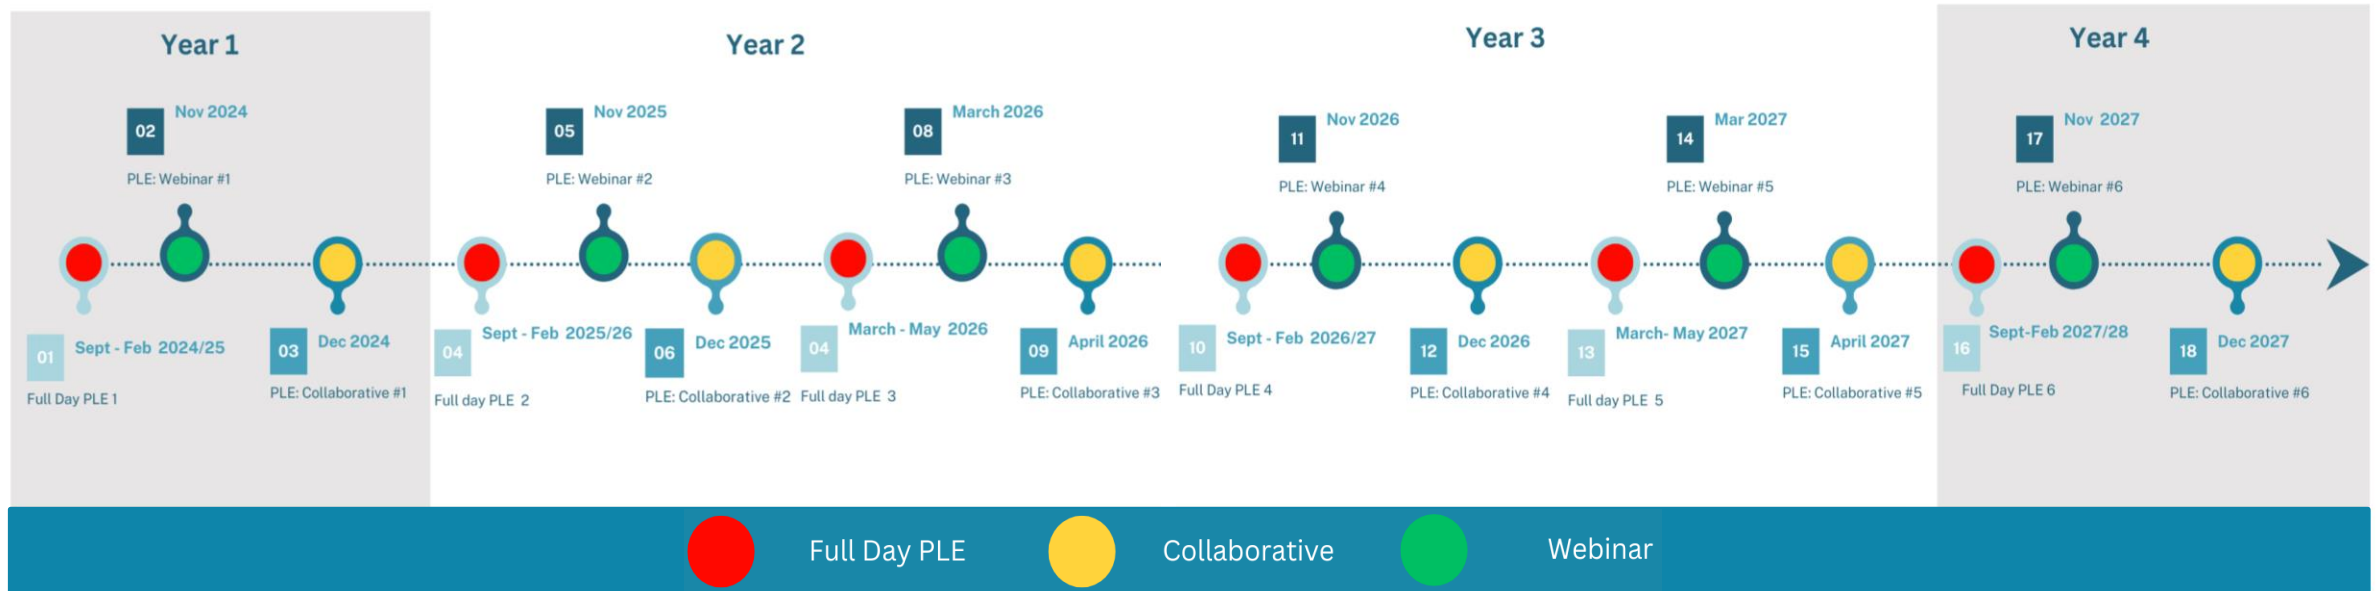 Year 1
Year 2
Year 3
Year 4
02
Nov 2024
PLE: Webinar #1
05
Nov 2025
PLE: Webinar #2
08
March 2026
PLE: Webinar #3
11
Nov 2026
PLE: Webinar #4
14
Mar 2027
PLE: Webinar #5
17
Nov 2027
PLE: Webinar #6
01
Sept - Feb 2024/25
Full Day PLE 1
03
Dec 2024
PLE: Collaborative #1
04
Sept - Feb 2025/26
Full day PLE 2
06
Dec 2025
PLE: Collaborative #2
04
March - May 2026
Full day PLE 3
09
April 2026
PLE: Collaborative #3
10
Sept - Feb 2026/27
Full Day PLE 4
12
Dec 2026
PLE: Collaborative #4
13
March- May 2027
Full day PLE 5
15
April 2027
PLE: Collaborative #5
16
Sept-Feb 2027/28
Full Day PLE 6
18
Dec 2027
PLE: Collaborative #6
Full Day PLE
Collaborative
Webinar